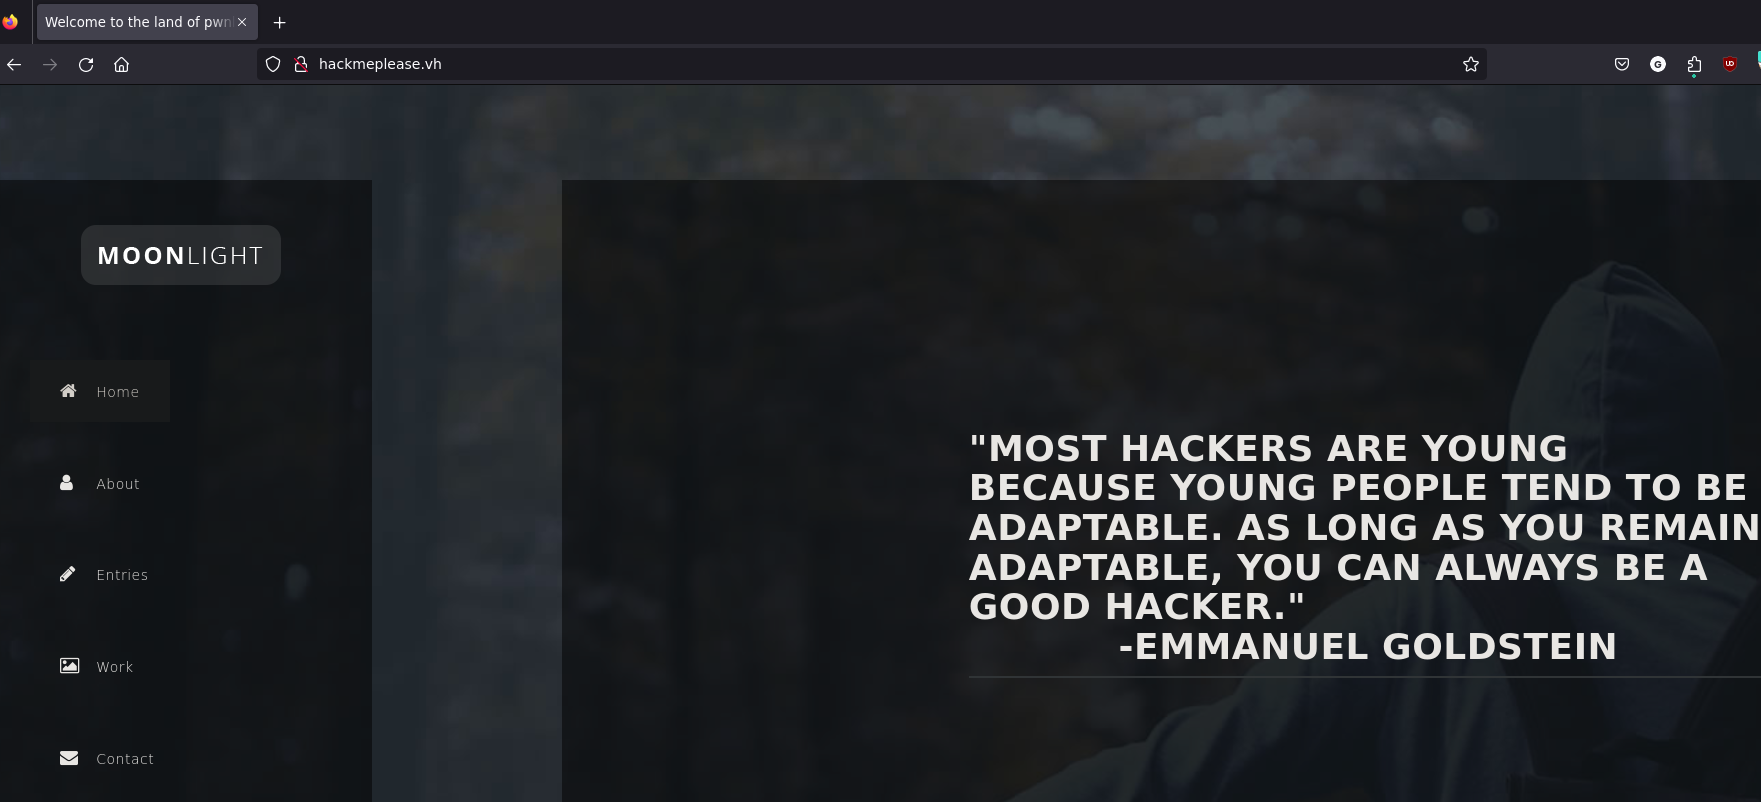 Welcome to the land of pwn
hackmeplease.vh
MOONLIGHT
Home
About
Entries
Work
Contact
"MOST HACKERS ARE YOUNG
BECAUSE YOUNG PEOPLE TEND TO BE
ADAPTABLE. AS LONG AS YOU REMAIN
ADAPTABLE, YOU CAN ALWAYS BE A
GOOD HACKER."
-EMMANUEL GOLDSTEIN